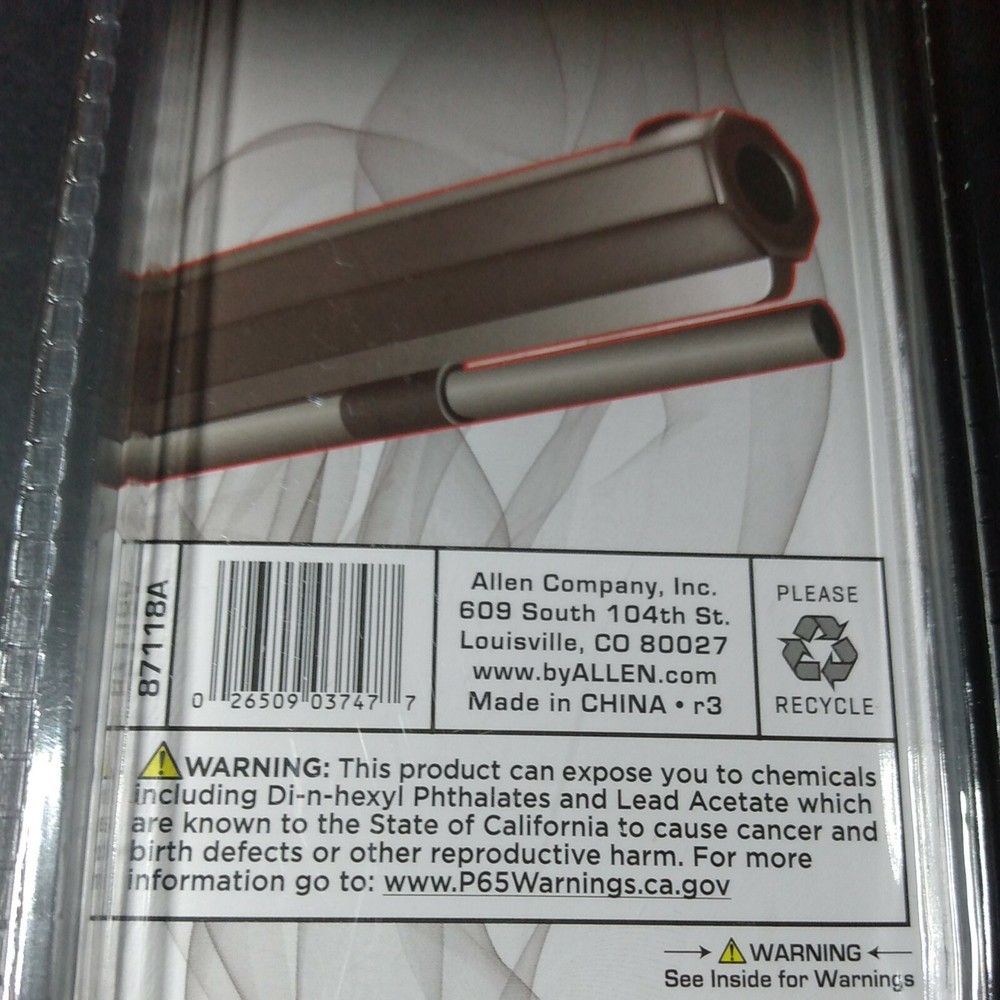 87118A
0 26509 03747 7
Allen Company, Inc.
609 South 104th St.
Louisville, CO 80027
www.byALLEN.com
Made in CHINA • r3
PLEASE
RECYCLE
WARNING: This product can expose you to chemicals
including Di-n-hexyl Phthalates and Lead Acetate which
are known to the State of California to cause cancer and
birth defects or other reproductive harm. For more
information go to: www.P65Warnings.ca.gov
WARNING
See Inside for Warnings